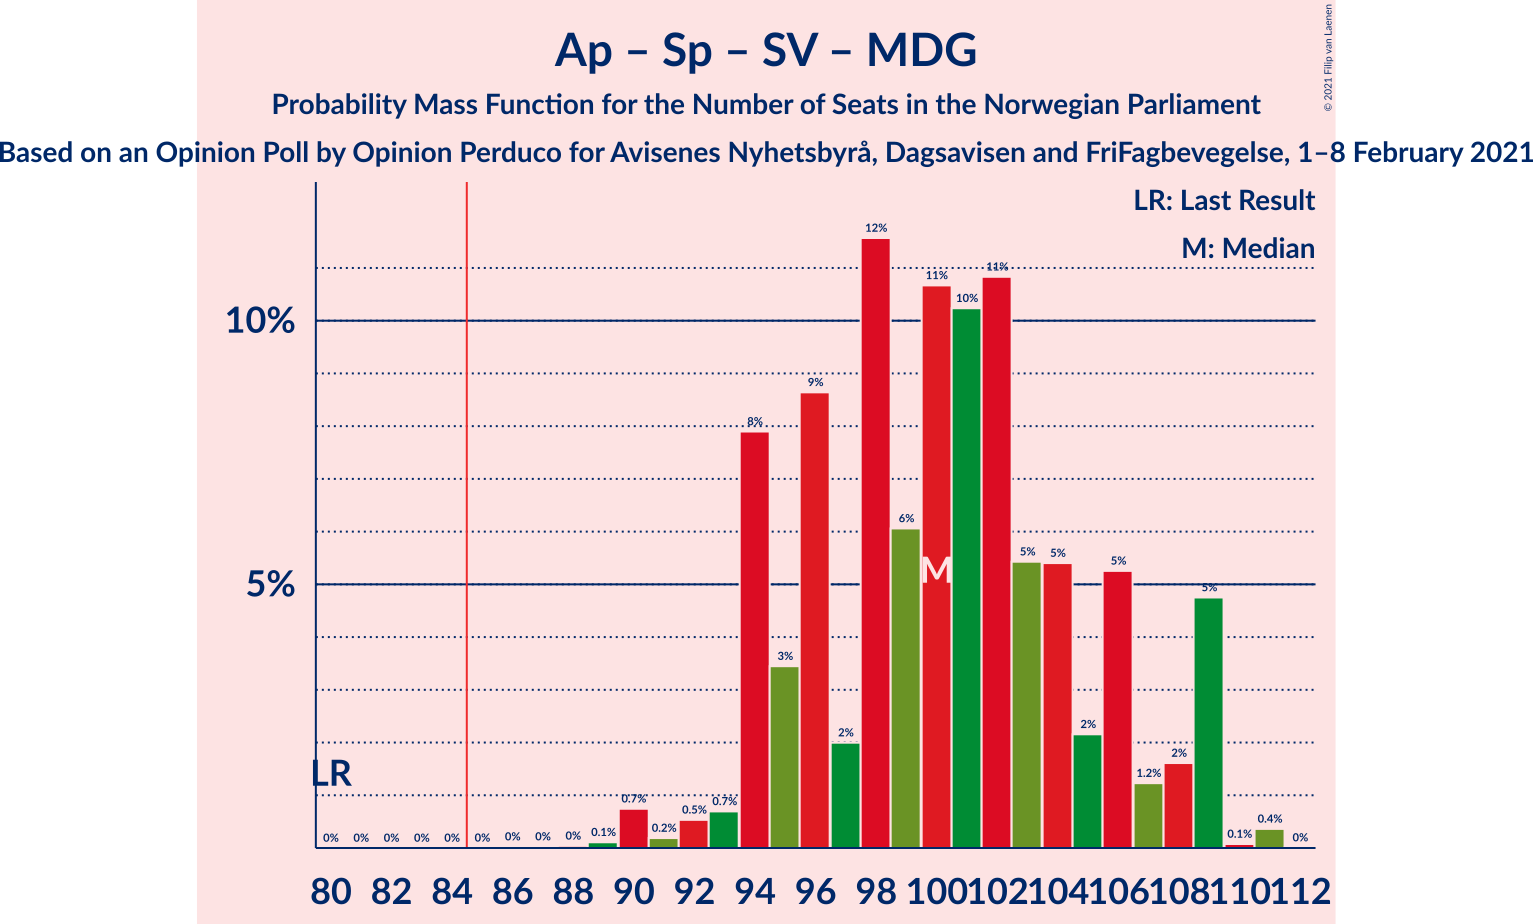 Ap – Sp – SV – MDG
Probability Mass Function for the Number of Seats in the Norwegian Parliament
Based on an Opinion Poll by Opinion Perduco for Avisenes Nyhetsbyrå, Dagsavisen and FriFagbevegelse, 1–8 February 2021
© 2021 Filip van Laenen
LR: Last Result
M: Median
10%
5%
LR
M
0% 0% 0% 0% 0% 0% 0% 0% 0% 0.1% 0.7% 0.2% 0.5% 0.7% 8% 3% 9% 2% 12% 6% 11% 10% 11% 5% 5% 2% 5% 1.2% 2% 5% 0.1% 0.4% 0%
80 82 84 86 88 90 92 94 96 98 100 102 104 106 108 110 112